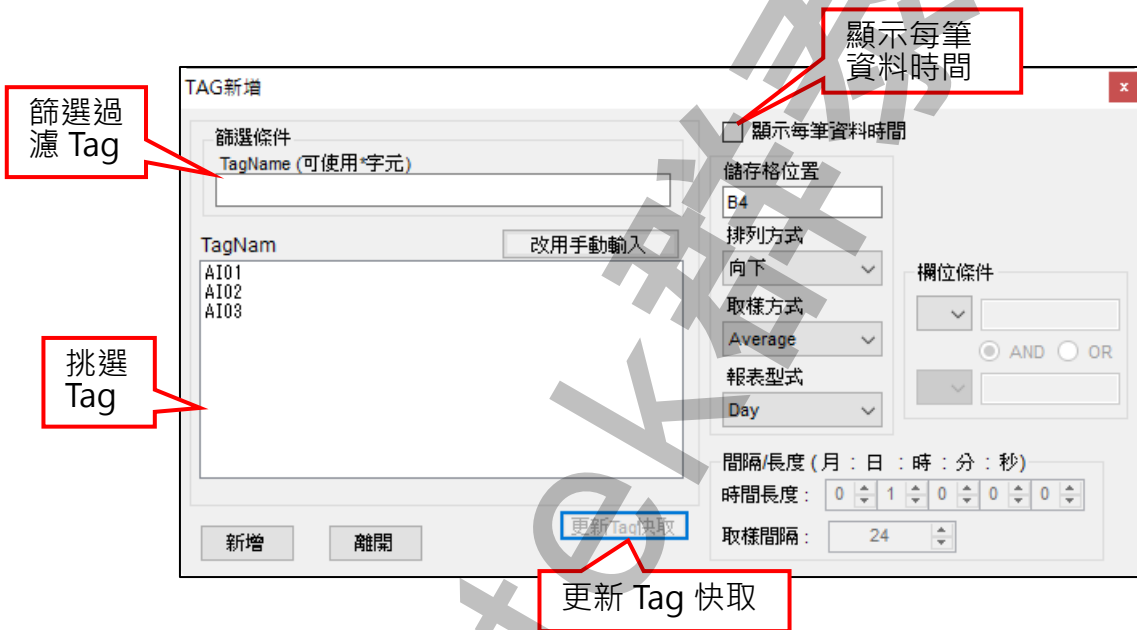 顯示每筆
資料時間
TAG新增
x
篩選過
濾 Tag
篩選條件
TagName (可使用*字元)
顯示每筆資料時間
儲存格位置
B4
TagNam
改用手動輸入
排列方式
向下
AI01
AI02
AI03
欄位條件
取樣方式
Average
AND
OR
挑選
Tag
報表型式
Day
間隔/長度 ( 月 : 日 : 時 : 分 : 秒)
時間長度 : 0 1 0 0 0
取樣間隔 : 24
新增
離開
更新Tag快取
更新 Tag 快取